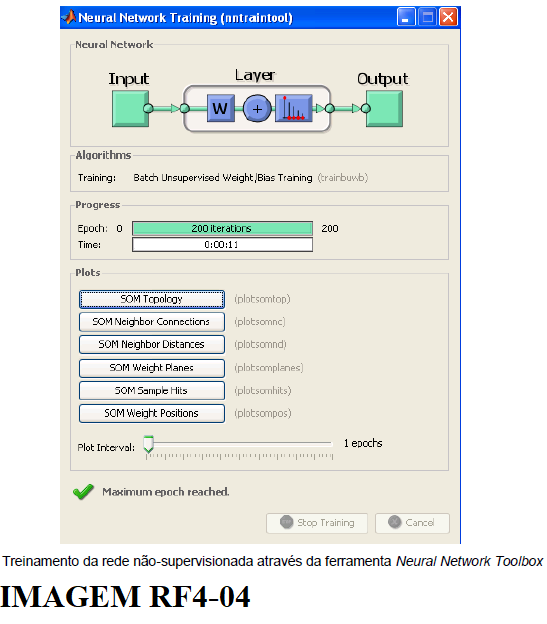 Neural Network Training (nntraintool)
Neural Network
Input
Layer
Output
W
+
Algorithms
Training: Batch Unsupervised Weight/Bias Training (trainbuwb)
Progress
Epoch: 0 200 iterations 200
Time: 0:00:11
Plots
SOM Topology (plotsomtop)
SOM Neighbor Connections (plotsomnc)
SOM Neighbor Distances (plotsomnd)
SOM Weight Planes (plotsomplanes)
SOM Sample Hits (plotsomhits)
SOM Weight Positions (plotsompos)
Plot Interval: 1 epochs
Maximum epoch reached.
Stop Training Cancel
Treinamento da rede não-supervisionada através da ferramenta Neural Network Toolbox
IMAGEM RF4-04